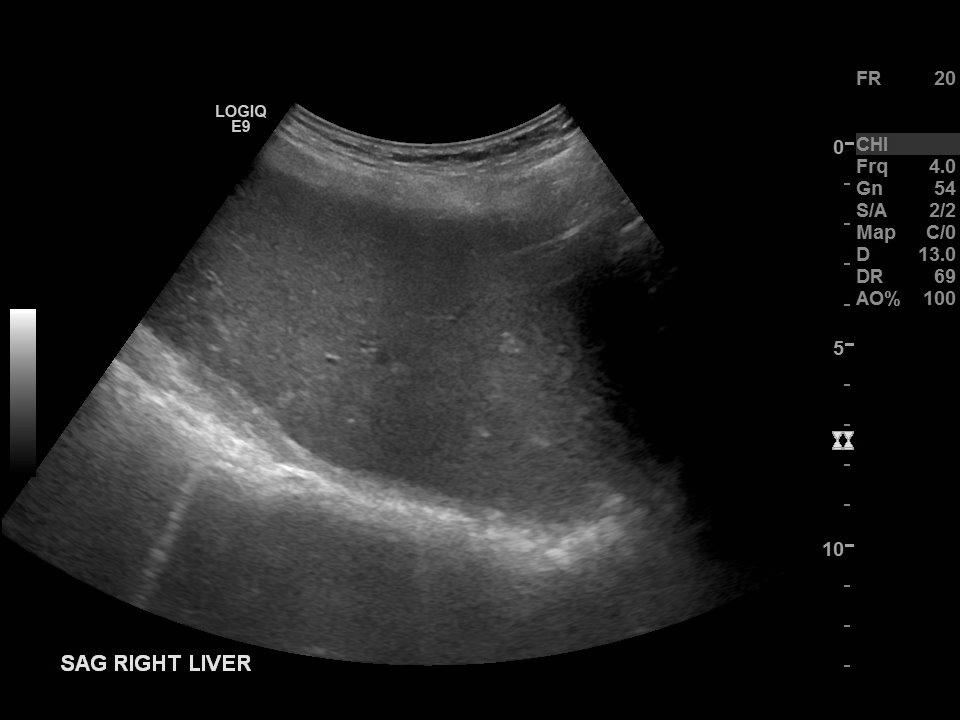 LOGIQ
E9
FR 20
0
CHI
Frq 4.0
Gn 54
S/A 2/2
Map C/0
D 13.0
DR 69
AO% 100
5
10
SAG RIGHT LIVER